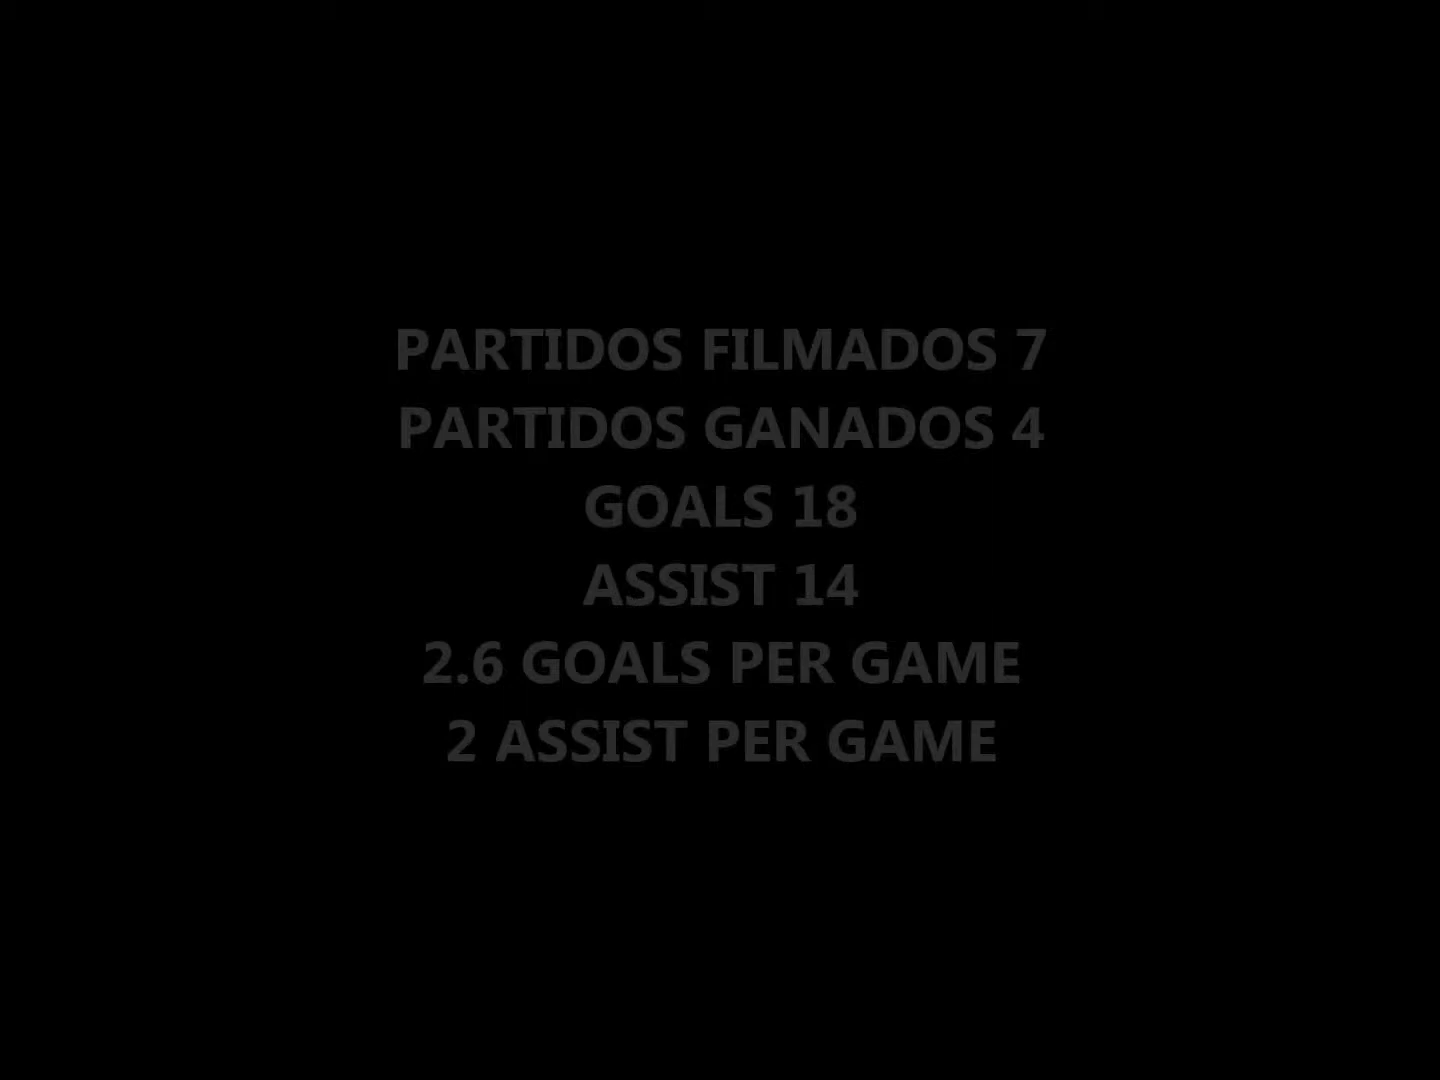 PARTIDOS FILMADOS 7
PARTIDOS GANADOS 4
GOALS 18
ASSIST 14
2.6 GOALS PER GAME
2 ASSIST PER GAME